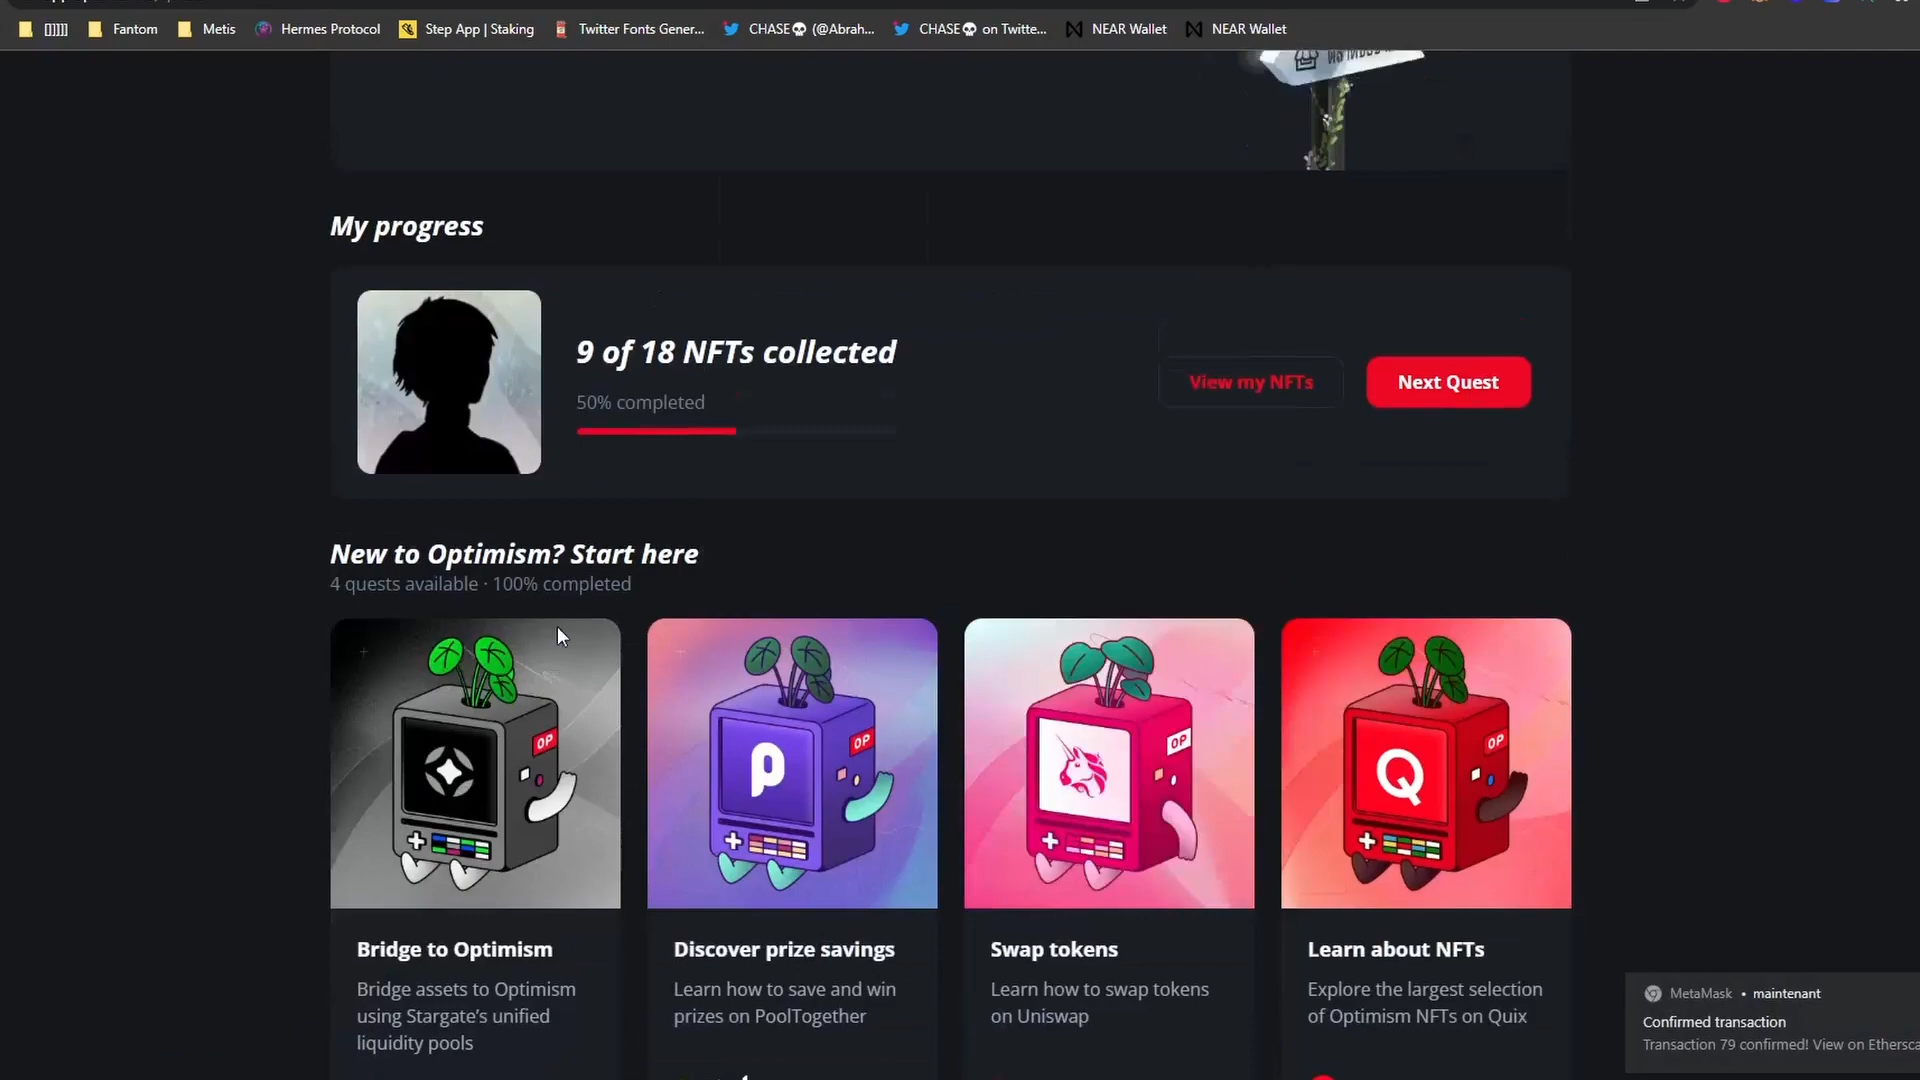 []]]]]
Fantom
Metis
Hermes Protocol
Step App | Staking
Twitter Fonts Gener...
CHASE💀 (@Abrah...
CHASE💀 on Twitte...
NEAR Wallet
NEAR Wallet
My progress
9 of 18 NFTs collected
50% completed
View my NFTs
Next Quest
New to Optimism? Start here
4 quests available · 100% completed
OP
OP
OP
OP
Q
Bridge to Optimism
Bridge assets to Optimism
using Stargate’s unified
liquidity pools
Discover prize savings
Learn how to save and win
prizes on PoolTogether
Swap tokens
Learn how to swap tokens
on Uniswap
Learn about NFTs
Explore the largest selection
of Optimism NFTs on Quix
MetaMask • maintenant
Confirmed transaction
Transaction 79 confirmed! View on Ethersca